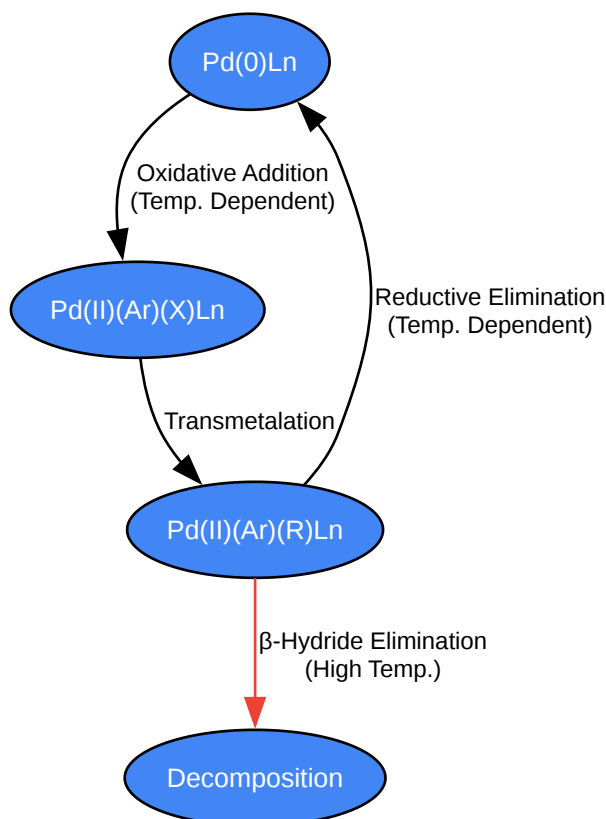 Pd(0)Ln
Oxidative Addition
(Temp. Dependent)
Pd(II)(Ar)(X)Ln
Reductive Elimination
(Temp. Dependent)
Transmetalation
Pd(II)(Ar)(R)Ln
β-Hydride Elimination
(High Temp.)
Decomposition